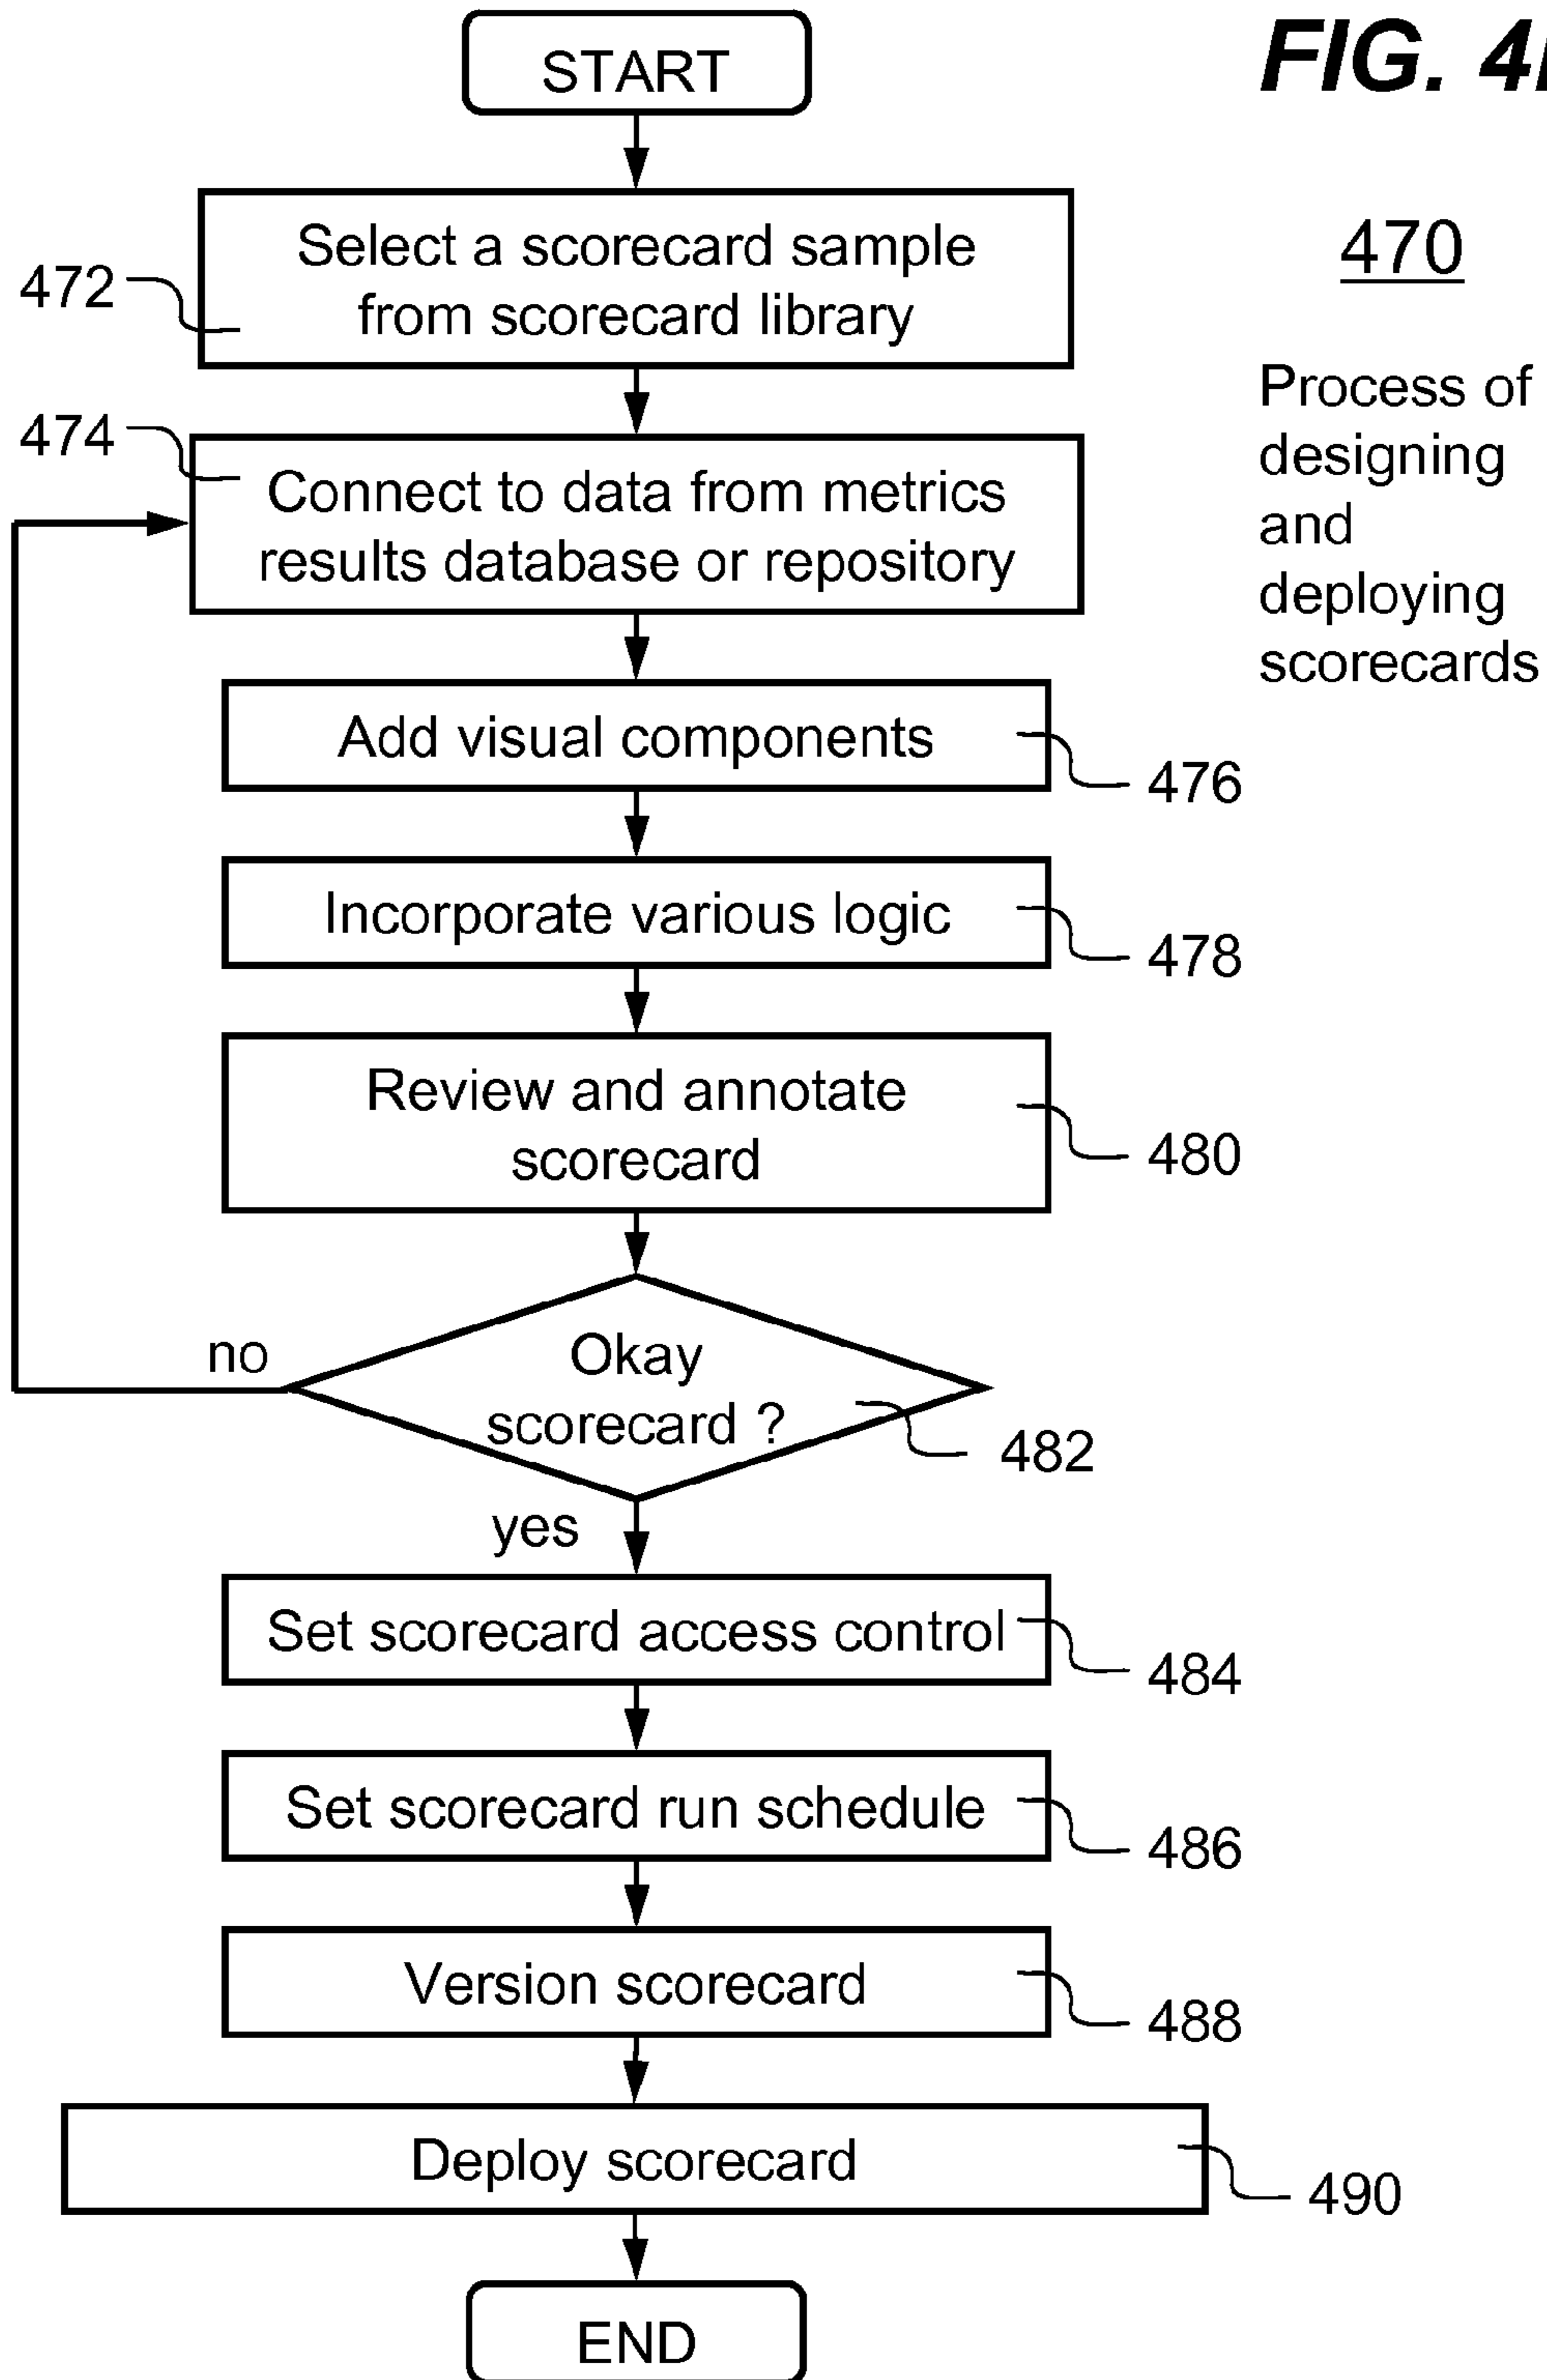 START
FIG. 4
Select a scorecard sample
from scorecard library
472
470
Process of
designing
and
deploying
scorecards
474
Connect to data from metrics
results database or repository
Add visual components
476
Incorporate various logic
478
Review and annotate
scorecard
480
no
Okay
scorecard ?
482
yes
Set scorecard access control
484
Set scorecard run schedule
486
Version scorecard
488
Deploy scorecard
490
END